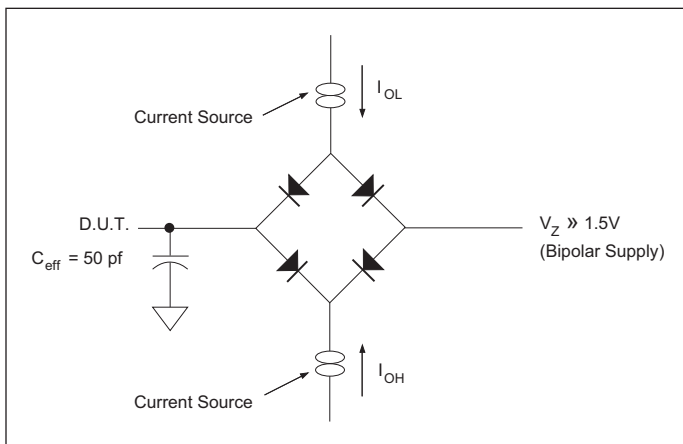 I_OL
Current Source
D.U.T.
V_Z » 1.5V
C_eff = 50 pf
(Bipolar Supply)
I_OH
Current Source